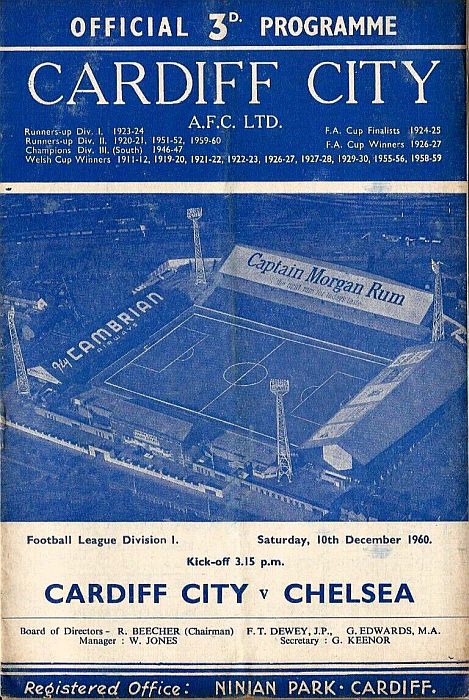 OFFICIAL 3D. PROGRAMME
CARDIFF CITY
A.F.C. LTD.
Runners-up Div. I. 1923-24
Runners-up Div. II. 1920-21, 1951-52, 1959-60
Champions Div. III. (South) 1946-47
F.A. Cup Finalists 1924-25
F.A. Cup Winners 1926-27
Welsh Cup Winners 1911-12, 1919-20, 1921-22, 1922-23, 1926-27, 1927-28, 1929-30, 1955-56, 1958-59
Captain Morgan Rum
Fly CAMBRIAN
AIRWAYS
Football League Division I. Saturday, 10th December 1960.
Kick-off 3.15 p.m.
CARDIFF CITY v CHELSEA
Board of Directors - R. BEECHER (Chairman) F. T. DEWEY, J.P., G. EDWARDS, M.A.
Manager : W. JONES Secretary : G. KEENOR
Registered Office: NINIAN PARK · CARDIFF.